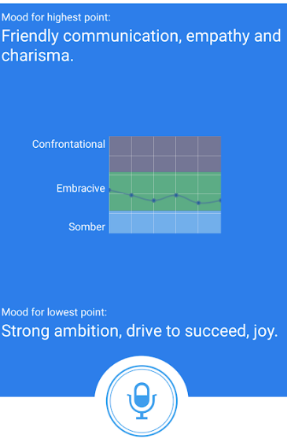 Mood for highest point:
Friendly communication, empathy and
charisma.
Confrontational
Embracive
Somber
Mood for lowest point:
Strong ambition, drive to succeed, joy.